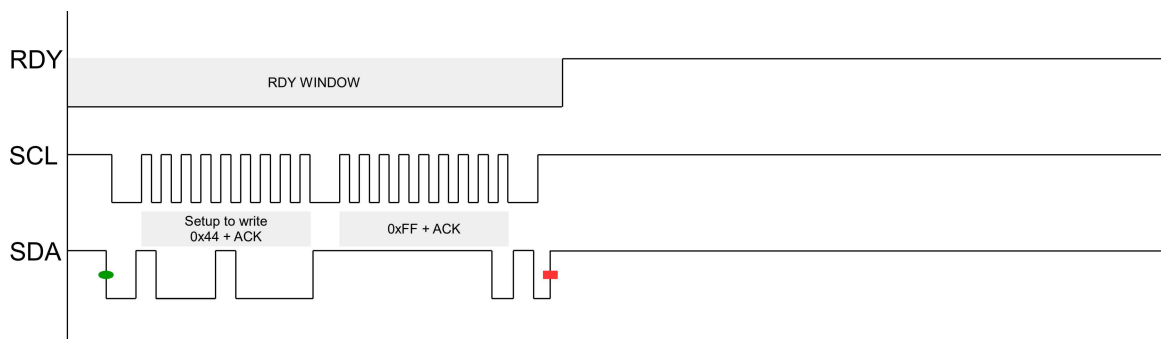 RDY
RDY WINDOW
SCL
Setup to write
0x44 + ACK
0xFF + ACK
SDA